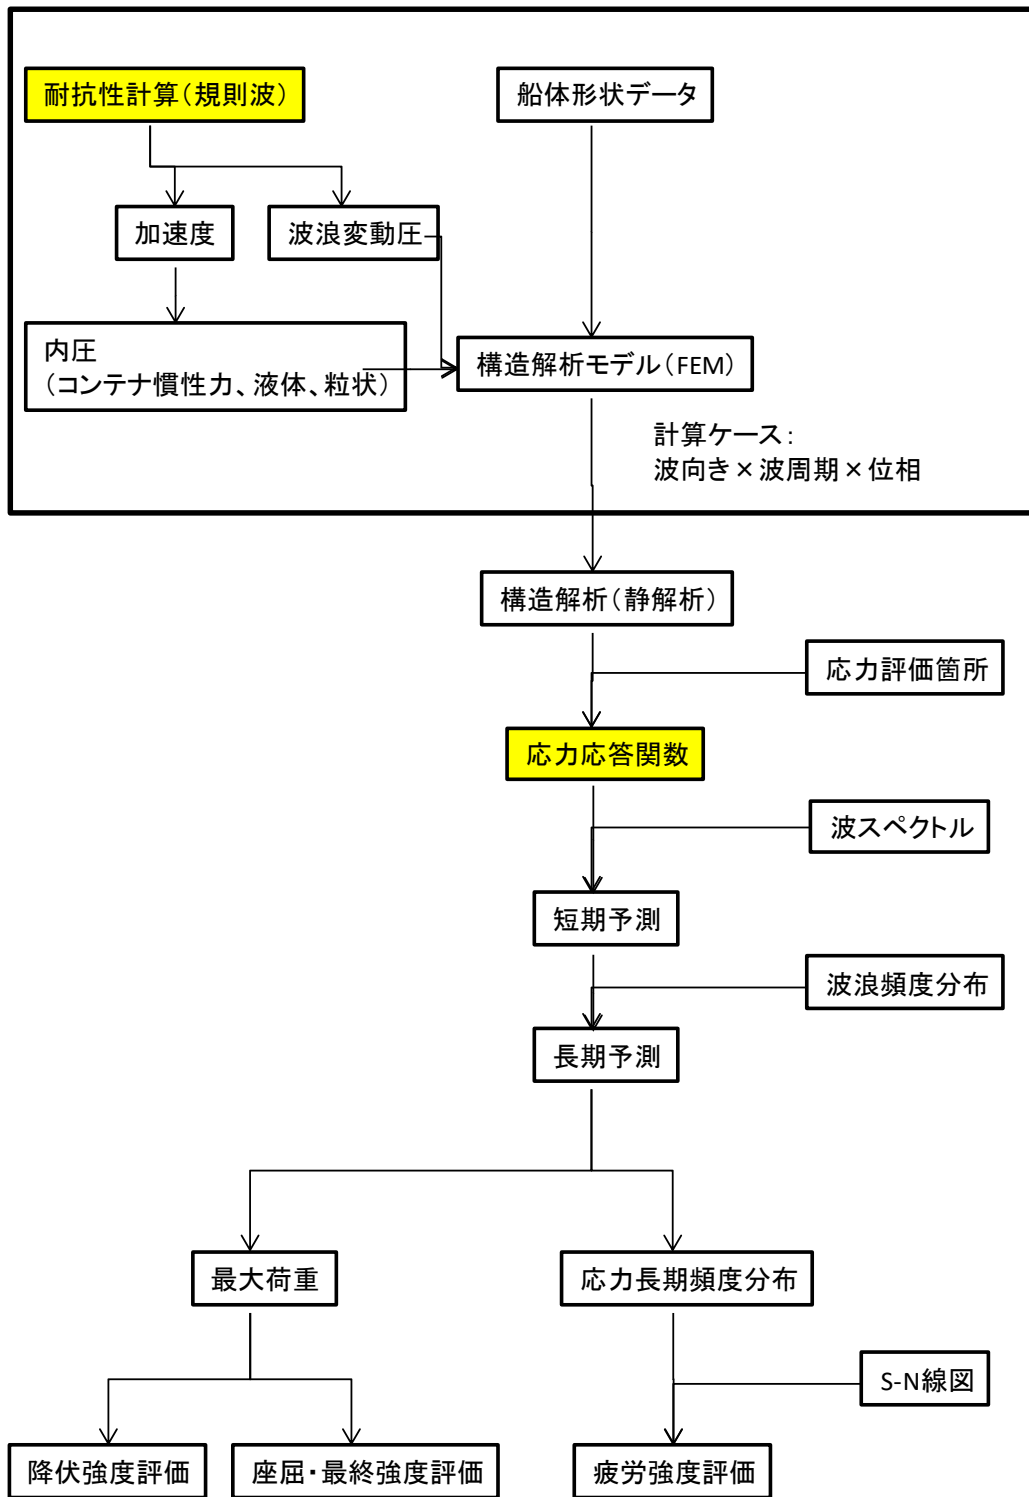 耐抗性計算（規則波）
船体形状データ
加速度
波浪変動圧
内圧
（コンテナ慣性力、液体、粒状）
構造解析モデル（FEM）
計算ケース：
波向き×波周期×位相
構造解析（静解析）
応力評価箇所
応力応答関数
波スペクトル
短期予測
波浪頻度分布
長期予測
最大荷重
応力長期頻度分布
S-N線図
降伏強度評価
座屈・最終強度評価
疲労強度評価